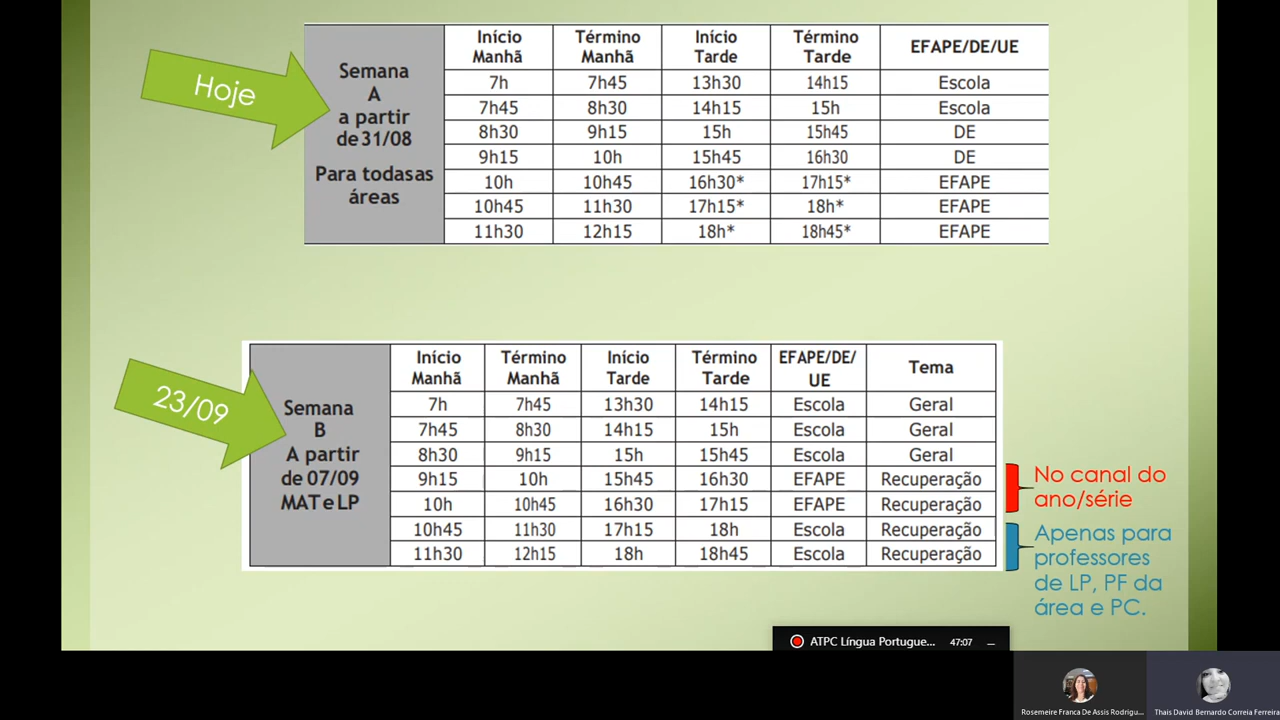 Hoje
Semana
A
a partir
de 31/08
Para todasas
áreas
Início Manhã Término Manhã Início Tarde Término Tarde EFAPE/DE/UE
7h 7h45 13h30 14h15 Escola
7h45 8h30 14h15 15h Escola
8h30 9h15 15h 15h45 DE
9h15 10h 15h45 16h30 DE
10h 10h45 16h30* 17h15* EFAPE
10h45 11h30 17h15* 18h* EFAPE
11h30 12h15 18h* 18h45* EFAPE
23/09
Semana
B
A partir
de 07/09
MAT e LP
Início Manhã Término Manhã Início Tarde Término Tarde EFAPE/DE/ UE Tema
7h 7h45 13h30 14h15 Escola Geral
7h45 8h30 14h15 15h Escola Geral
8h30 9h15 15h 15h45 Escola Geral
9h15 10h 15h45 16h30 EFAPE Recuperação
10h 10h45 16h30 17h15 EFAPE Recuperação
10h45 11h30 17h15 18h Escola Recuperação
11h30 12h15 18h 18h45 Escola Recuperação
No canal do
ano/série
Apenas para
professores
de LP, PF da
área e PC.
ATPC Língua Portugue... 47:07
Rosemeire Franca De Assis Rodrigu...
Thais David Bernardo Correia Ferreira